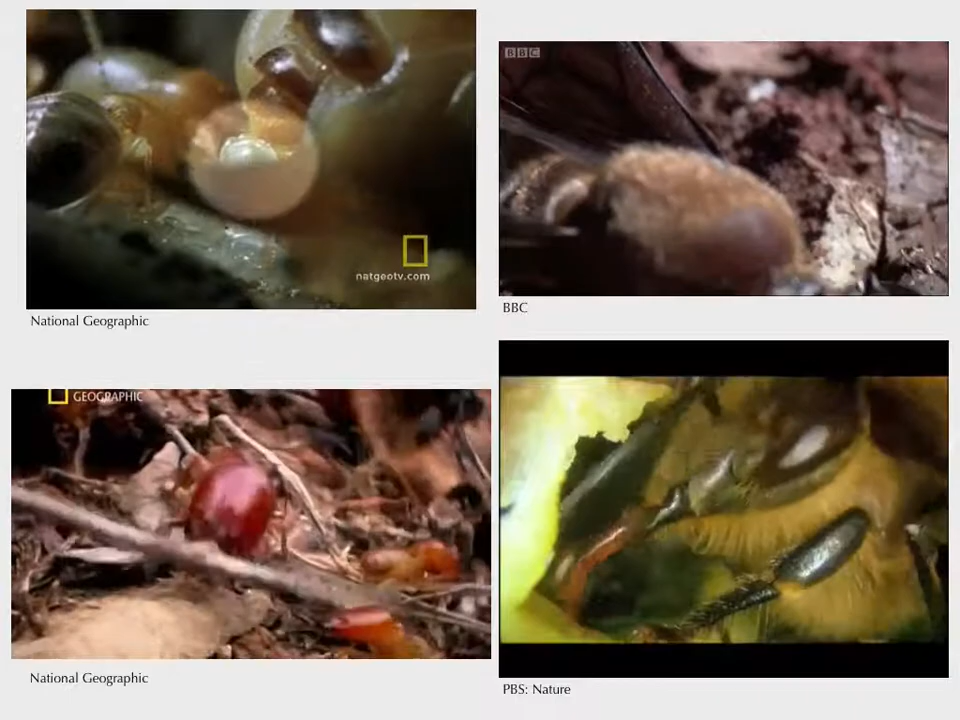 BBC
natgeotv.com
National Geographic
BBC
GEOGRAPHIC
National Geographic
PBS: Nature